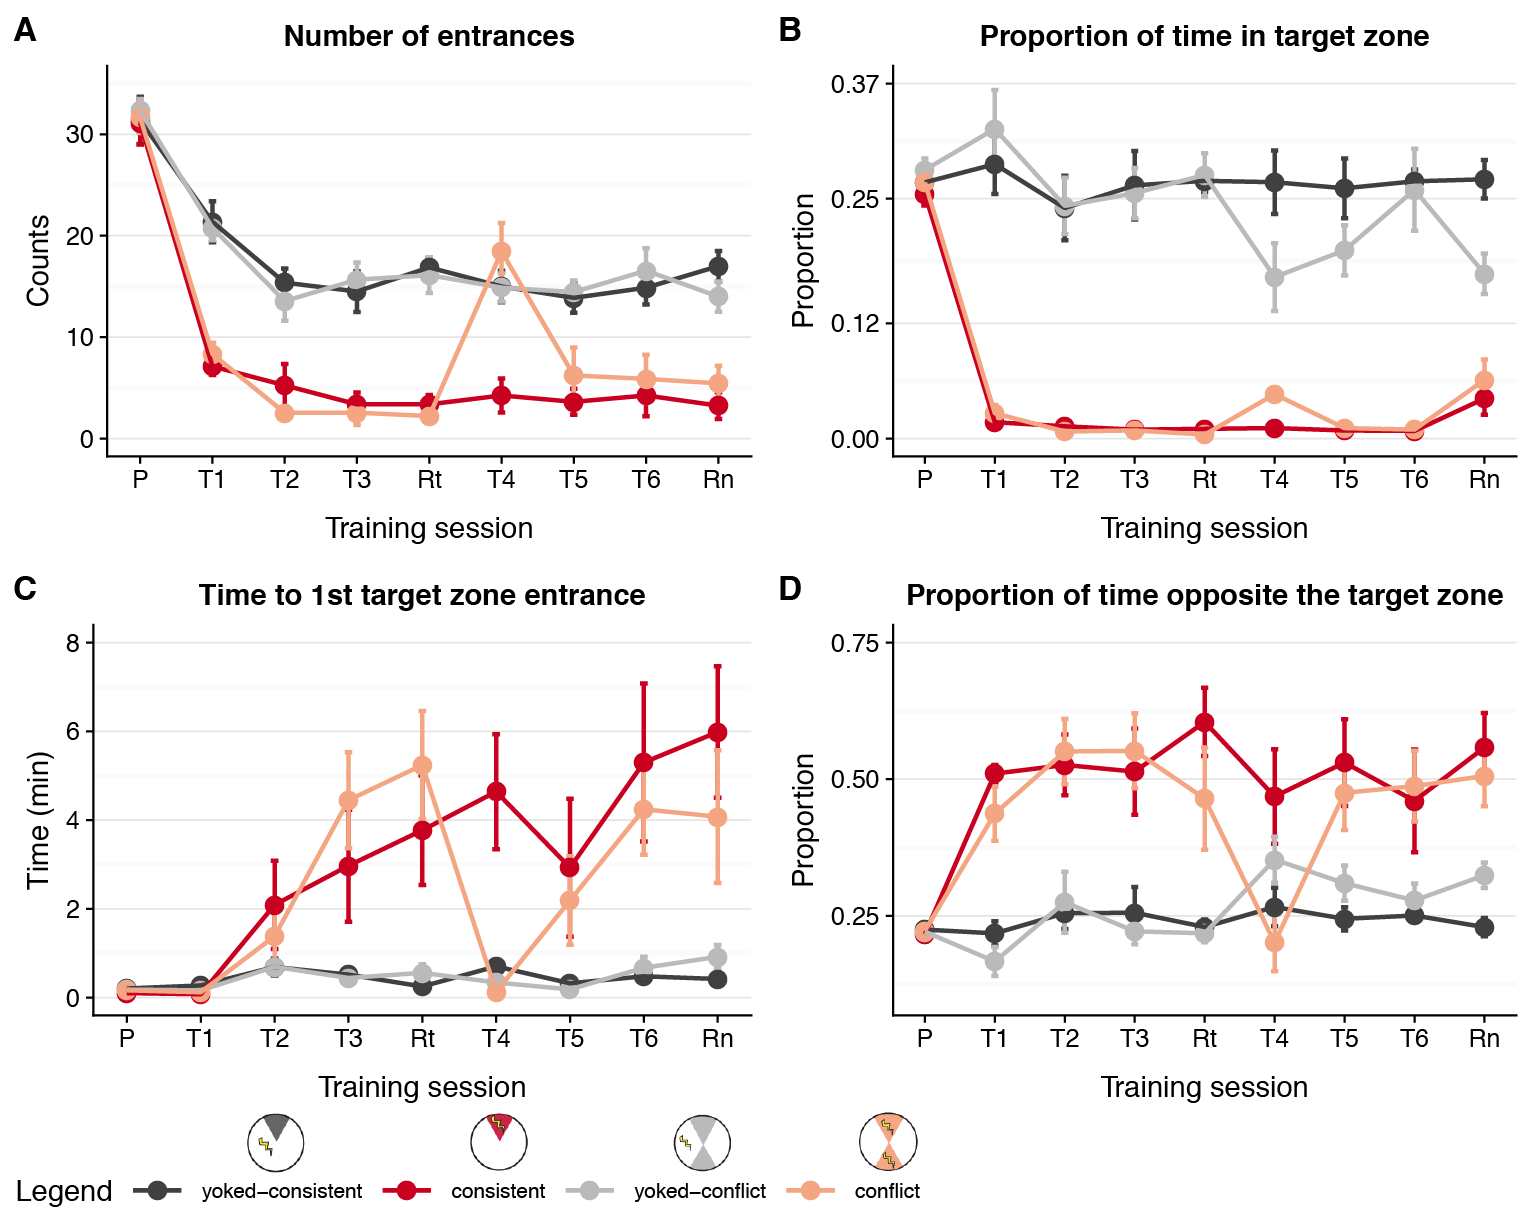 A
Number of entrances
Counts
30
20
10
0
P T1 T2 T3 Rt T4 T5 T6 Rn
Training session
B
Proportion of time in target zone
Proportion
0.37
0.25
0.12
0.00
P T1 T2 T3 Rt T4 T5 T6 Rn
Training session
C
Time to 1st target zone entrance
Time (min)
8
6
4
2
0
P T1 T2 T3 Rt T4 T5 T6 Rn
Training session
D
Proportion of time opposite the target zone
Proportion
0.75
0.50
0.25
P T1 T2 T3 Rt T4 T5 T6 Rn
Training session
Legend yoked−consistent consistent yoked−conflict conflict